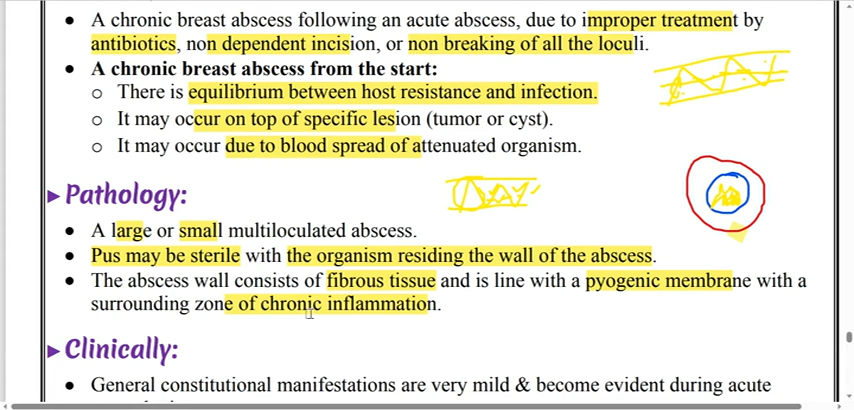 • A chronic breast abscess following an acute abscess, due to improper treatment by
antibiotics, non dependent incision, or non breaking of all the loculi.
• A chronic breast abscess from the start:
o There is equilibrium between host resistance and infection.
o It may occur on top of specific lesion (tumor or cyst).
o It may occur due to blood spread of attenuated organism.
►Pathology:
• A large or small multiloculated abscess.
• Pus may be sterile with the organism residing the wall of the abscess.
• The abscess wall consists of fibrous tissue and is line with a pyogenic membrane with a
surrounding zone of chronic inflammation.
►Clinically:
• General constitutional manifestations are very mild & become evident during acute